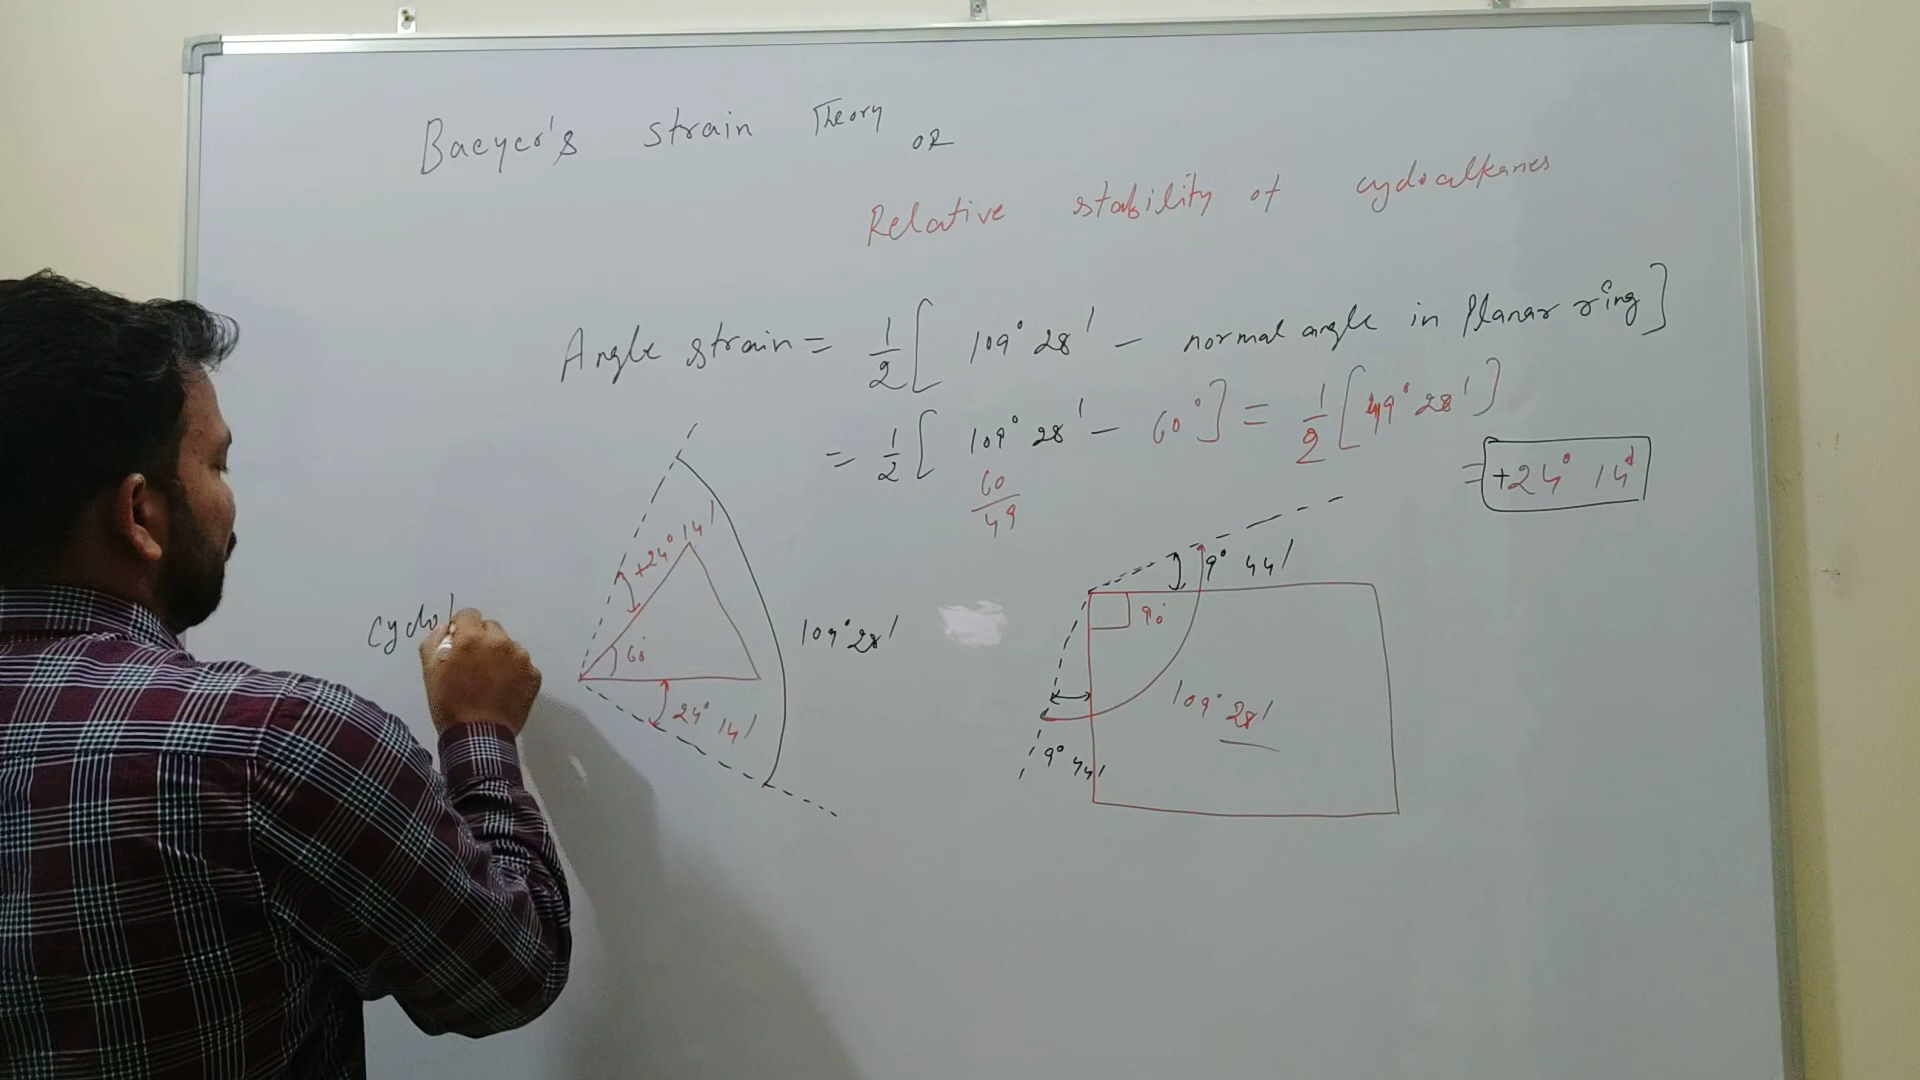 Baeyer's strain Theory
OR
Relative stability of cycloalkanes
Angle strain = 1/2 [ 109° 28' - normal angle in Planar ring ]
= 1/2 [ 109° 28' - 60° ] = 1/2 [ 49° 28' ]
60
49
= +24° 14'
+24° 14'
60°
24° 14'
109° 28'
cyclo
9° 44'
90°
109° 28'
9° 44'